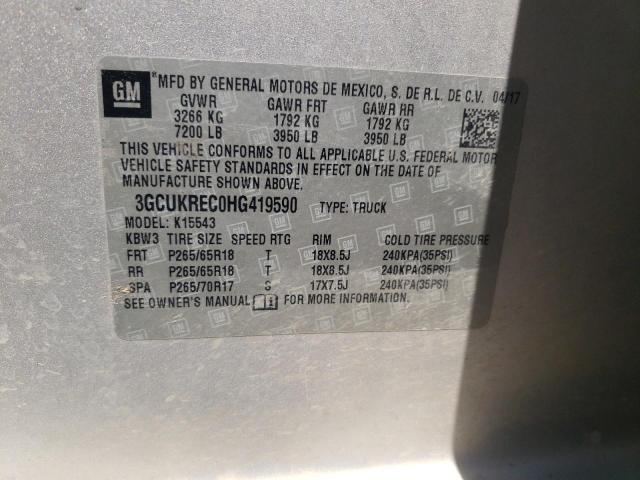 GM *MFD BY GENERAL MOTORS DE MEXICO, S. DE R.L. DE C.V. 04/17
GVWR GAWR FRT GAWR RR
3266 KG 1792 KG 1792 KG
7200 LB 3950 LB 3950 LB
THIS VEHICLE CONFORMS TO ALL APPLICABLE U.S. FEDERAL MOTOR
VEHICLE SAFETY STANDARDS IN EFFECT ON THE DATE OF
MANUFACTURE SHOWN ABOVE.
3GCUKREC0HG419590 TYPE: TRUCK
MODEL: K15543
KBW3 TIRE SIZE SPEED RTG RIM COLD TIRE PRESSURE
FRT P265/65R18 T 18X8.5J 240KPA(35PSI)
RR P265/65R18 T 18X8.5J 240KPA(35PSI)
SPA P265/70R17 S 17X7.5J 240KPA(35PSI)
SEE OWNER'S MANUAL FOR MORE INFORMATION.